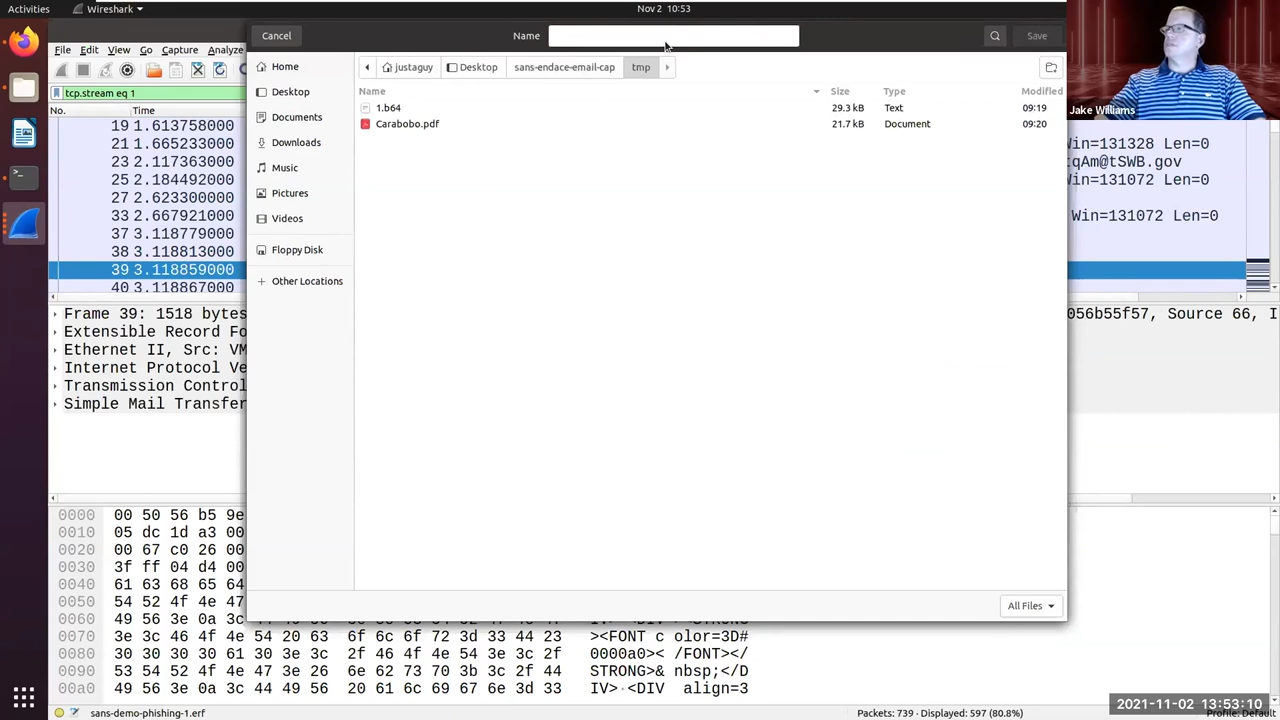 Activities Wireshark Nov 2 10:53
Cancel Name Save
File Edit View Go Capture Analyze
justaguy Desktop sans-endace-email-cap tmp
Home
Desktop
Documents
Downloads
Music
Pictures
Videos
Floppy Disk
Other Locations
Name Size Type Modified
1.b64 29.3 kB Text 09:19
Carabobo.pdf 21.7 kB Document 09:20
All Files
Jake Williams
tcp.stream eq 1
No. Time
19 1.613758000
21 1.665233000 Win=131328 Len=0
23 2.117363000 qAm@tSWB.gov
25 2.184492000 Win=131072 Len=0
27 2.623300000
33 2.667921000 Win=131072 Len=0
37 3.118779000
38 3.118813000
39 3.118859000
40 3.118867000
Frame 39: 1518 bytes 056b55f57, Source 66, I
Extensible Record Fo
Ethernet II, Src: VM
Internet Protocol Ve
Transmission Control
Simple Mail Transfer
0000 00 50 56 b5 9e
0010 05 dc 1d a3 00
0020 00 67 c0 26 00
0030 3f ff 04 d4 00
0040 61 63 68 65 64
0050 54 52 4f 4e 47
0060 49 56 3e 0a 3c
0070 3e 3c 46 4f 4e 54 20 63 6f 6c 6f 72 3d 33 44 23 ><FONT c olor=3D#
0080 30 30 30 30 61 30 3e 3c 2f 46 4f 4e 54 3e 3c 2f 0000a0>< /FONT></
0090 53 54 52 4f 4e 47 3e 26 6e 62 73 70 3b 3c 2f 44 STRONG>& nbsp;</D
00a0 49 56 3e 0a 3c 44 49 56 20 61 6c 69 67 6e 3d 33 IV>·<DIV align=3
2021-11-02 13:53:10
sans-demo-phishing-1.erf Packets: 739 · Displayed: 597 (80.8%) Profile: Default